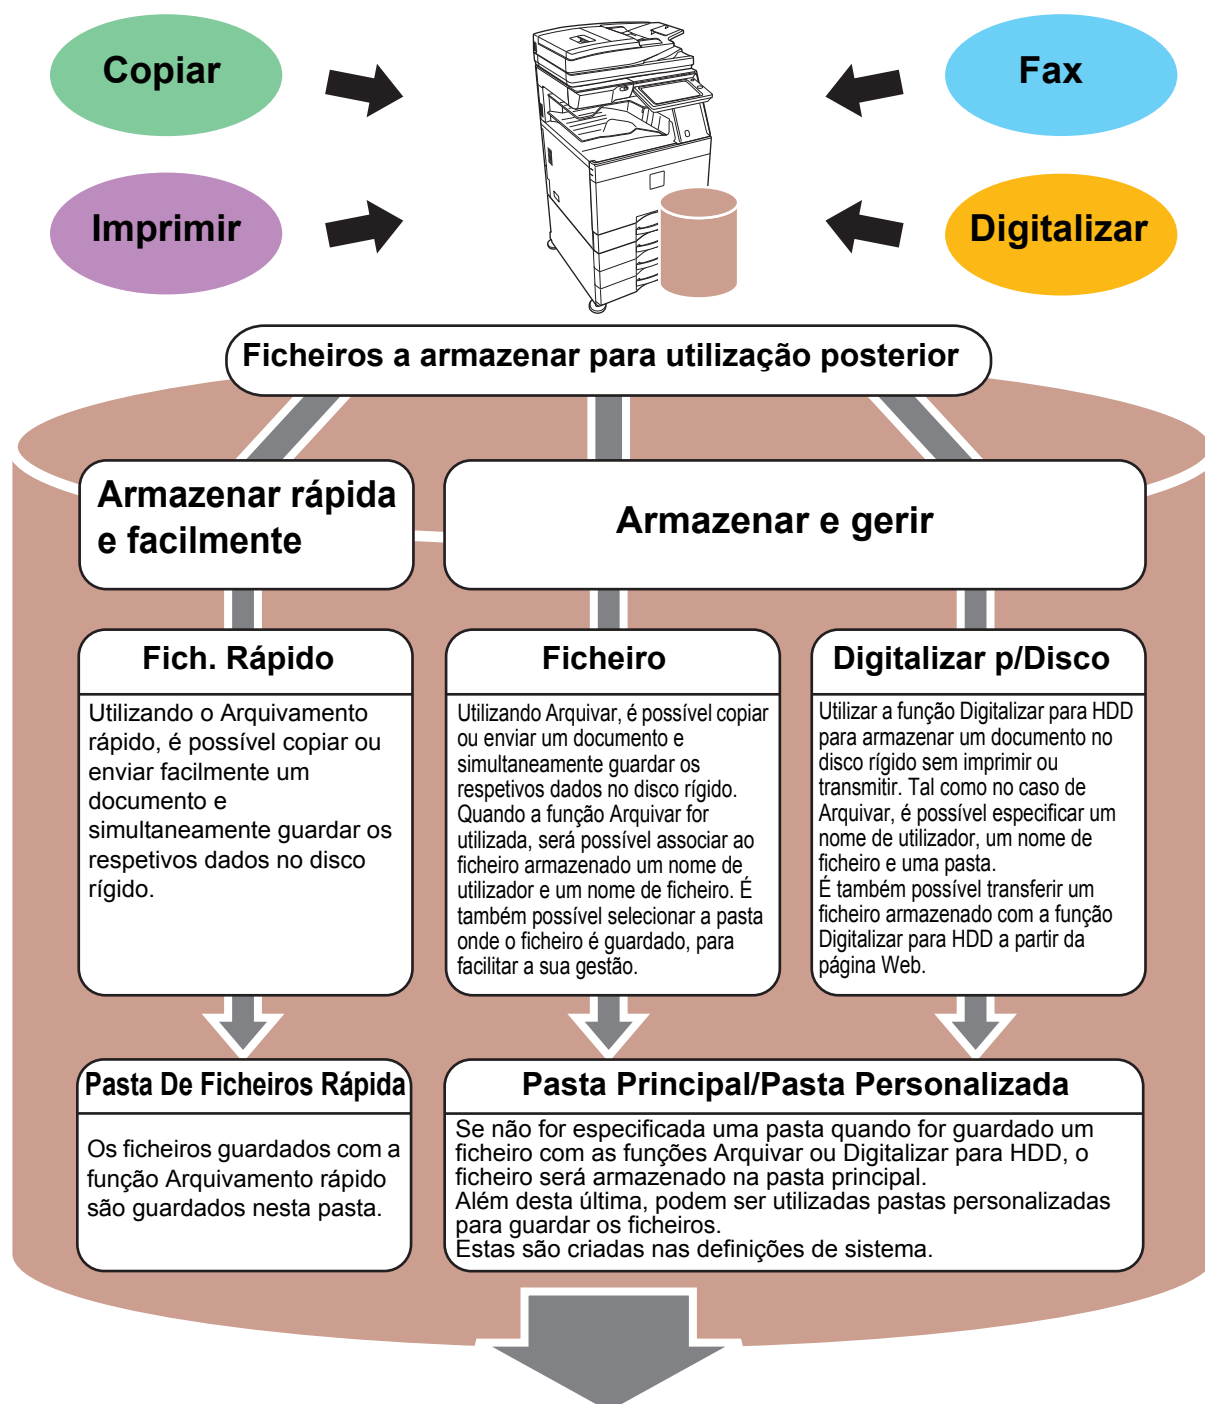 Copiar
Fax
Imprimir
Digitalizar
Ficheiros a armazenar para utilização posterior
Armazenar rápida
e facilmente
Armazenar e gerir
Fich. Rápido
Utilizando o Arquivamento
rápido, é possível copiar ou
enviar facilmente um
documento e
simultaneamente guardar os
respetivos dados no disco
rígido.
Ficheiro
Utilizando Arquivar, é possível copiar
ou enviar um documento e
simultaneamente guardar os
respetivos dados no disco rígido.
Quando a função Arquivar for
utilizada, será possível associar ao
ficheiro armazenado um nome de
utilizador e um nome de ficheiro. É
também possível selecionar a pasta
onde o ficheiro é guardado, para
facilitar a sua gestão.
Digitalizar p/Disco
Utilizar a função Digitalizar para HDD
para armazenar um documento no
disco rígido sem imprimir ou
transmitir. Tal como no caso de
Arquivar, é possível especificar um
nome de utilizador, um nome de
ficheiro e uma pasta.
É também possível transferir um
ficheiro armazenado com a função
Digitalizar para HDD a partir da
página Web.
Pasta De Ficheiros Rápida
Os ficheiros guardados com a
função Arquivamento rápido
são guardados nesta pasta.
Pasta Principal/Pasta Personalizada
Se não for especificada uma pasta quando for guardado um
ficheiro com as funções Arquivar ou Digitalizar para HDD, o
ficheiro será armazenado na pasta principal.
Além desta última, podem ser utilizadas pastas personalizadas
para guardar os ficheiros.
Estas são criadas nas definições de sistema.